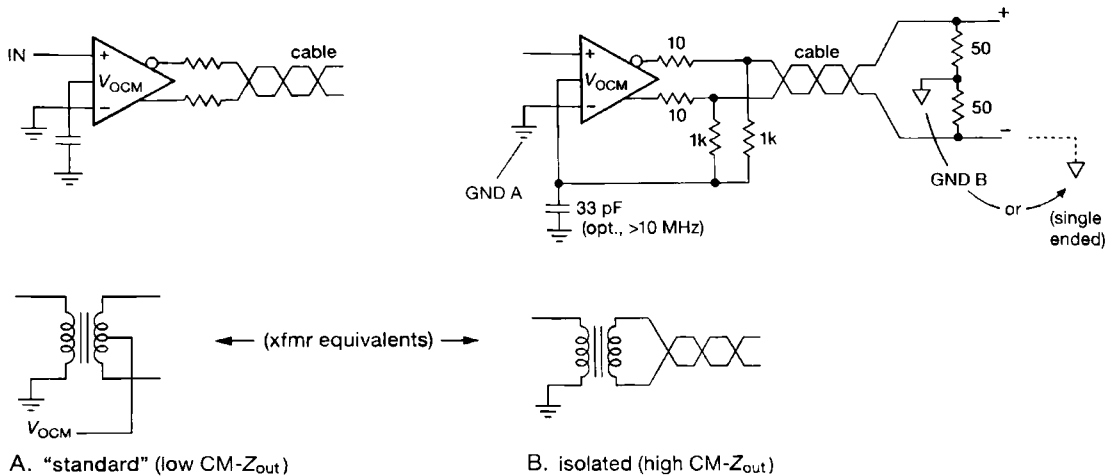 IN
+
V_OCM
−
cable
+
V_OCM
−
10
10
1k
1k
cable
+
50
50
−
GND A
33 pF
(opt., >10 MHz)
GND B
or
(single
ended)
V_OCM
(xfmr equivalents)
A. "standard" (low CM-Z_out)
B. isolated (high CM-Z_out)